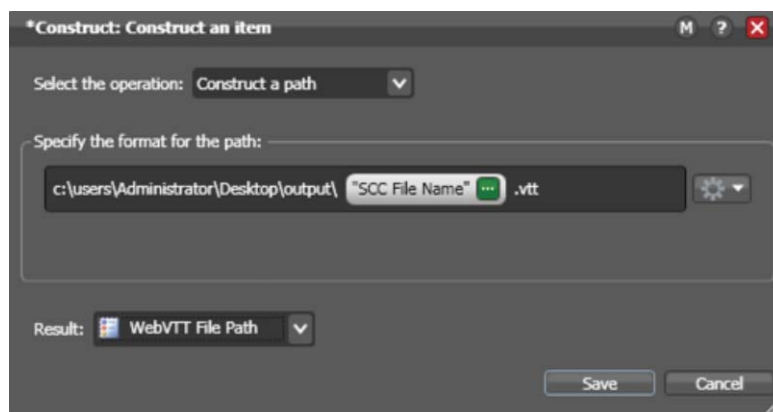 *Construct: Construct an item M ?
Select the operation: Construct a path
Specify the format for the path:
c:\users\Administrator\Desktop\output\ "SCC File Name" ... .vtt
Result: WebVTT File Path
Save Cancel